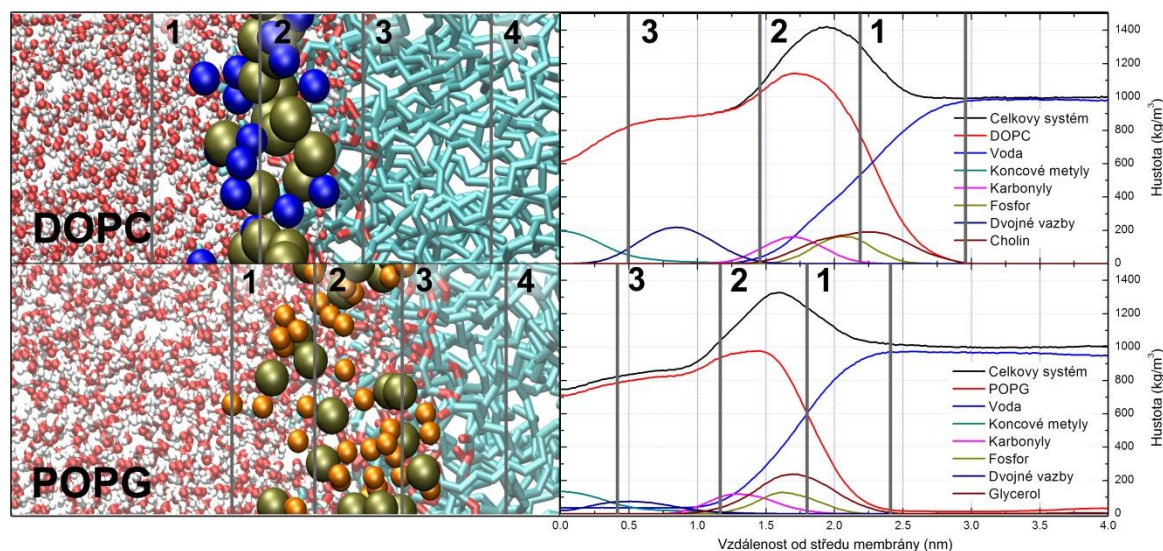 1 2 3 4
DOPC
3 2 1
1400
1200
1000
800
600
400
200
0
Hustota (kg/m³)
Celkovy systém
DOPC
Voda
Koncové metyly
Karbonyly
Fosfor
Dvojné vazby
Cholin
1 2 3 4
POPG
3 2 1
1400
1200
1000
800
600
400
200
0
Hustota (kg/m³)
Celkovy systém
POPG
Voda
Koncové metyly
Karbonyly
Fosfor
Dvojné vazby
Glycerol
0.0 0.5 1.0 1.5 2.0 2.5 3.0 3.5 4.0
Vzdálenost od středu membrány (nm)